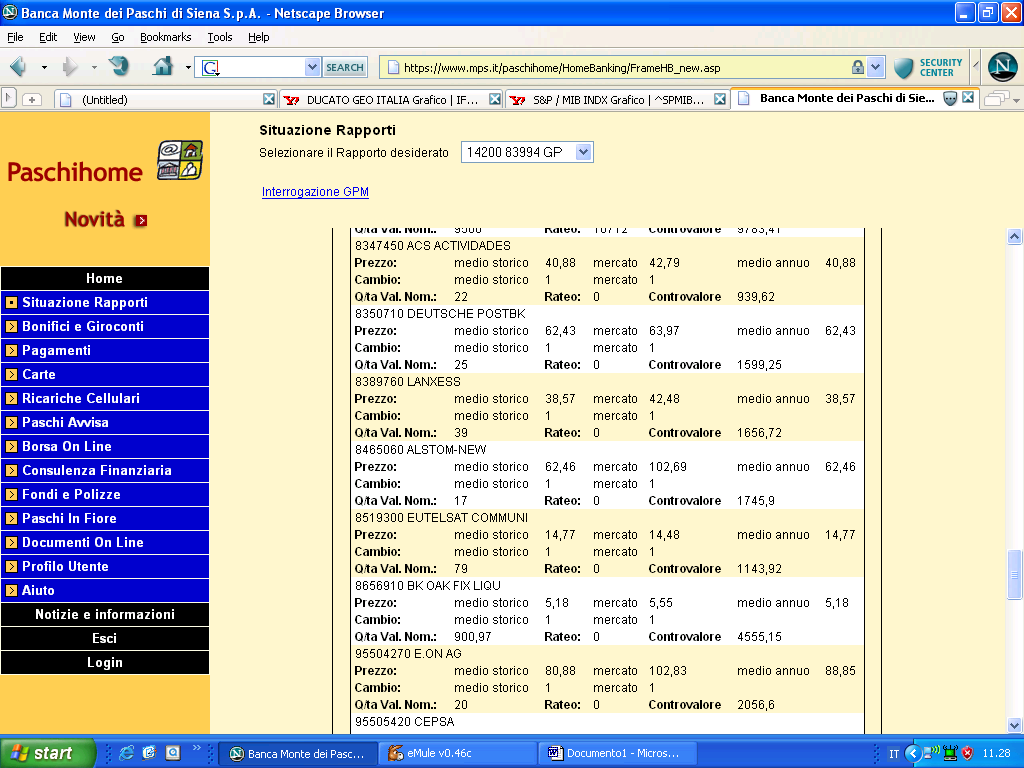 Banca Monte dei Paschi di Siena S.p.A. - Netscape Browser
File Edit View Go Bookmarks Tools Help
SEARCH https://www.mps.it/paschihome/HomeBanking/FrameHB_new.asp SECURITY CENTER
(Untitled) DUCATO GEO ITALIA Grafico | IF... S&P / MIB INDX Grafico | ^SPMIB... Banca Monte dei Paschi di Sie...
Paschihome
Novità
Home
Situazione Rapporti
Bonifici e Giroconti
Pagamenti
Carte
Ricariche Cellulari
Paschi Avvisa
Borsa On Line
Consulenza Finanziaria
Fondi e Polizze
Paschi In Fiore
Documenti On Line
Profilo Utente
Aiuto
Notizie e informazioni
Esci
Login
Situazione Rapporti
Selezionare il Rapporto desiderato 14200 83994 GP
Interrogazione GPM
Q/ta Val. Nom.: 9500 Rateo: 10712 Controvalore 9783,41
8347450 ACS ACTIVIDADES
Prezzo: medio storico 40,88 mercato 42,79 medio annuo 40,88
Cambio: medio storico 1 mercato 1
Q/ta Val. Nom.: 22 Rateo: 0 Controvalore 939,62
8350710 DEUTSCHE POSTBK
Prezzo: medio storico 62,43 mercato 63,97 medio annuo 62,43
Cambio: medio storico 1 mercato 1
Q/ta Val. Nom.: 25 Rateo: 0 Controvalore 1599,25
8389760 LANXESS
Prezzo: medio storico 38,57 mercato 42,48 medio annuo 38,57
Cambio: medio storico 1 mercato 1
Q/ta Val. Nom.: 39 Rateo: 0 Controvalore 1656,72
8465060 ALSTOM-NEW
Prezzo: medio storico 62,46 mercato 102,69 medio annuo 62,46
Cambio: medio storico 1 mercato 1
Q/ta Val. Nom.: 17 Rateo: 0 Controvalore 1745,9
8519300 EUTELSAT COMMUNI
Prezzo: medio storico 14,77 mercato 14,48 medio annuo 14,77
Cambio: medio storico 1 mercato 1
Q/ta Val. Nom.: 79 Rateo: 0 Controvalore 1143,92
8656910 BK OAK FIX LIQU
Prezzo: medio storico 5,18 mercato 5,55 medio annuo 5,18
Cambio: medio storico 1 mercato 1
Q/ta Val. Nom.: 900,97 Rateo: 0 Controvalore 4555,15
95504270 E.ON AG
Prezzo: medio storico 80,88 mercato 102,83 medio annuo 88,85
Cambio: medio storico 1 mercato 1
Q/ta Val. Nom.: 20 Rateo: 0 Controvalore 2056,6
95505420 CEPSA
start Banca Monte dei Pasc... eMule v0.46c Documento1 - Micros... IT 11.28